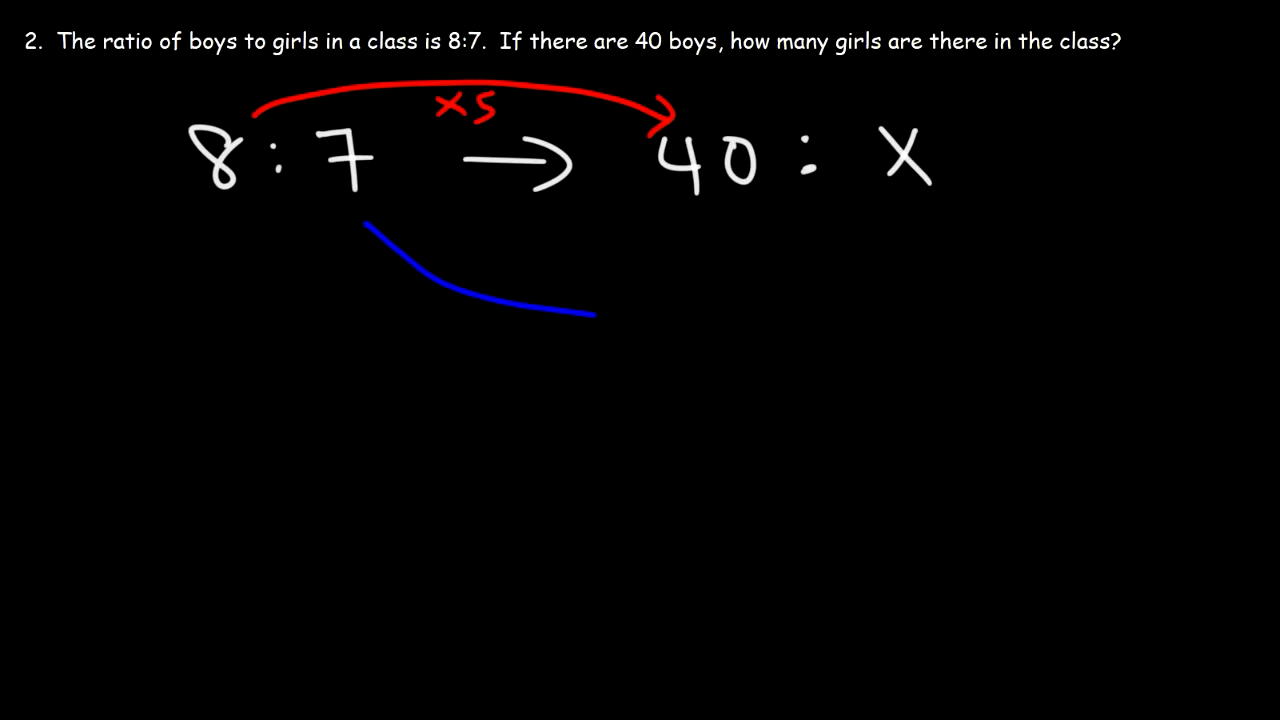 2. The ratio of boys to girls in a class is 8:7. If there are 40 boys, how many girls are there in the class?
x5
8 : 7 → 40 : x